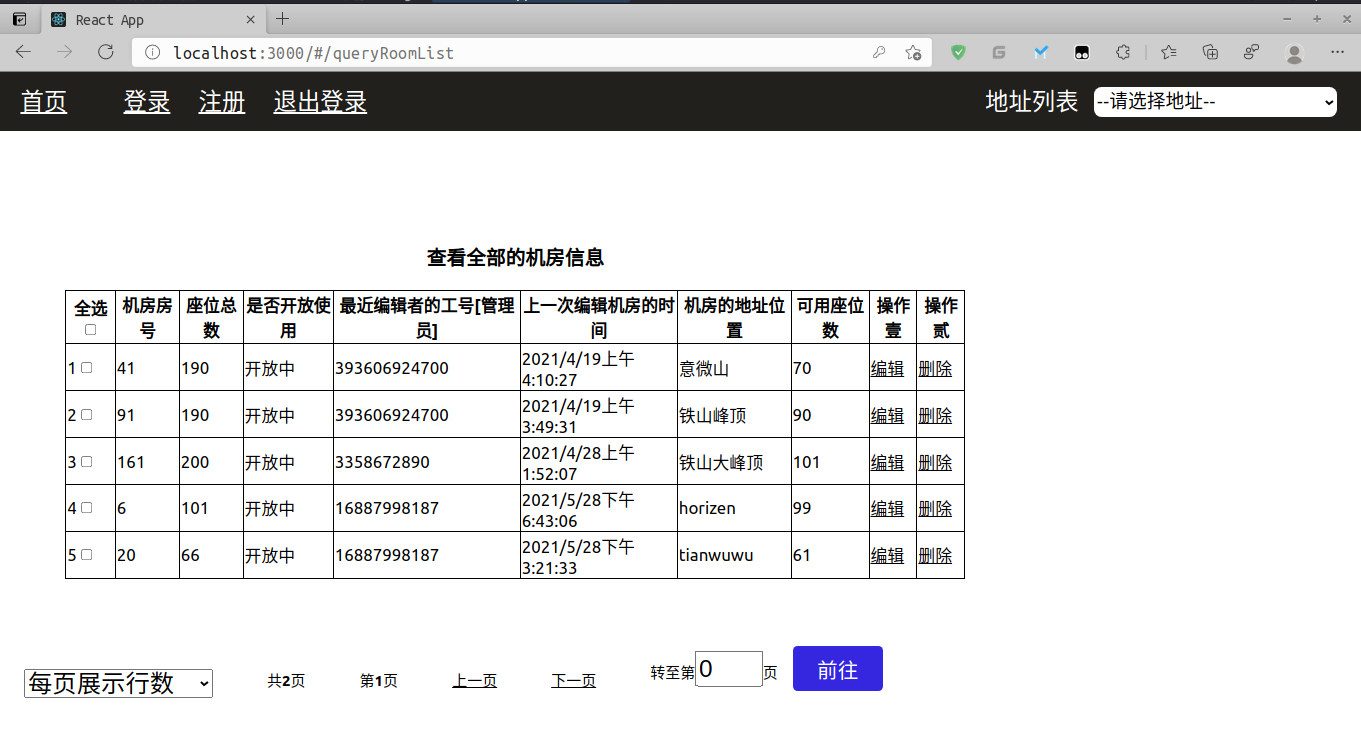 React App
localhost:3000/#/queryRoomList
首页 登录 注册 退出登录 地址列表 --请选择地址--
查看全部的机房信息
全选 机房房号 座位总数 是否开放使用 最近编辑者的工号[管理员] 上一次编辑机房的时间 机房的地址位置 可用座位数 操作壹 操作贰
1 41 190 开放中 393606924700 2021/4/19上午4:10:27 意微山 70 编辑 删除
2 91 190 开放中 393606924700 2021/4/19上午3:49:31 铁山峰顶 90 编辑 删除
3 161 200 开放中 3358672890 2021/4/28上午1:52:07 铁山大峰顶 101 编辑 删除
4 6 101 开放中 16887998187 2021/5/28下午6:43:06 horizen 99 编辑 删除
5 20 66 开放中 16887998187 2021/5/28下午3:21:33 tianwuwu 61 编辑 删除
每页展示行数 共2页 第1页 上一页 下一页 转至第0页 前往